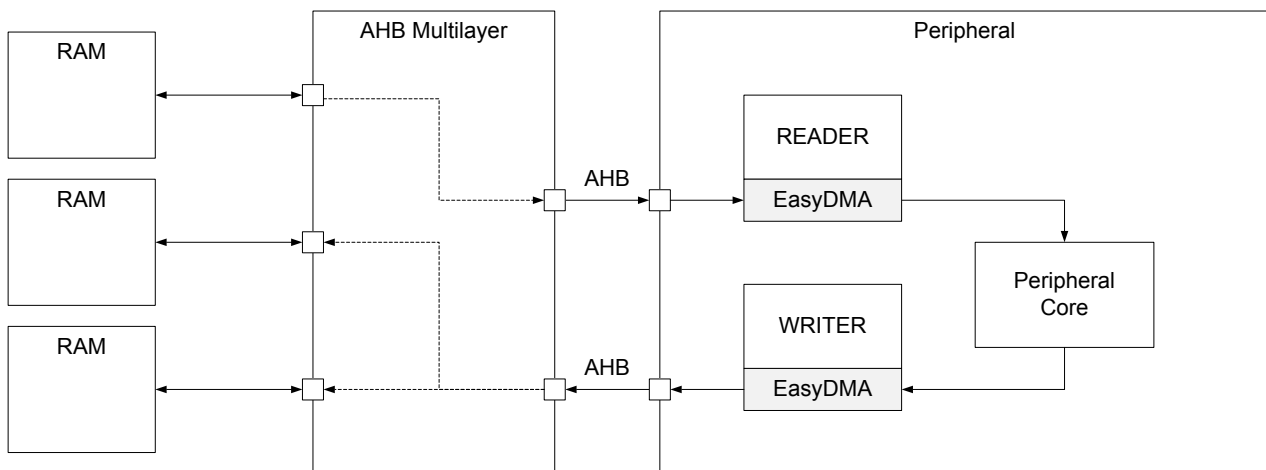 AHB Multilayer
Peripheral
RAM
READER
EasyDMA
AHB
RAM
Peripheral
Core
WRITER
EasyDMA
AHB
RAM